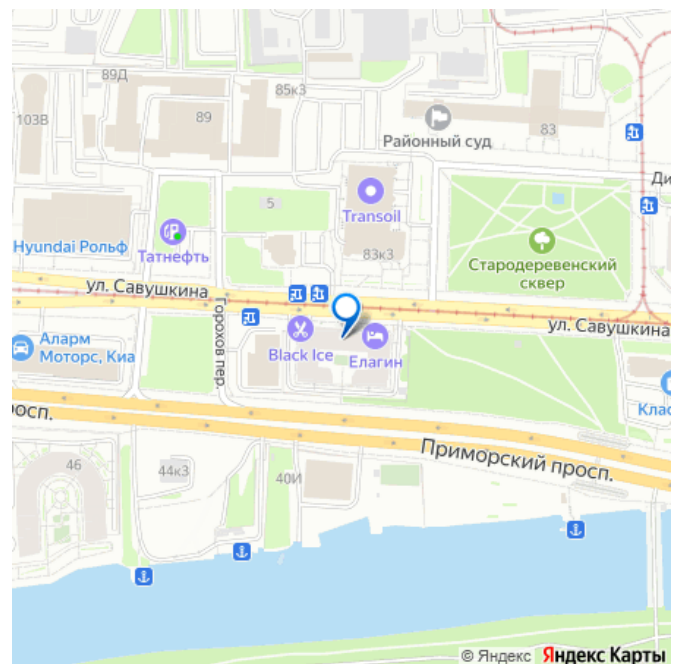 89Д
85к3
103В
89
83
Районный суд
Ди
5
Transoil
Татнефть
Hyundai Рольф
83к3
Стародеревенский
сквер
ул. Савушкина
ул. Савушкина
Горохов пер.
Black Ice
Елагин
Аларм
Моторс, Киа
Клас
росп.
Приморский просп.
46
44к3
40И
© Яндекс Яндекс Карты